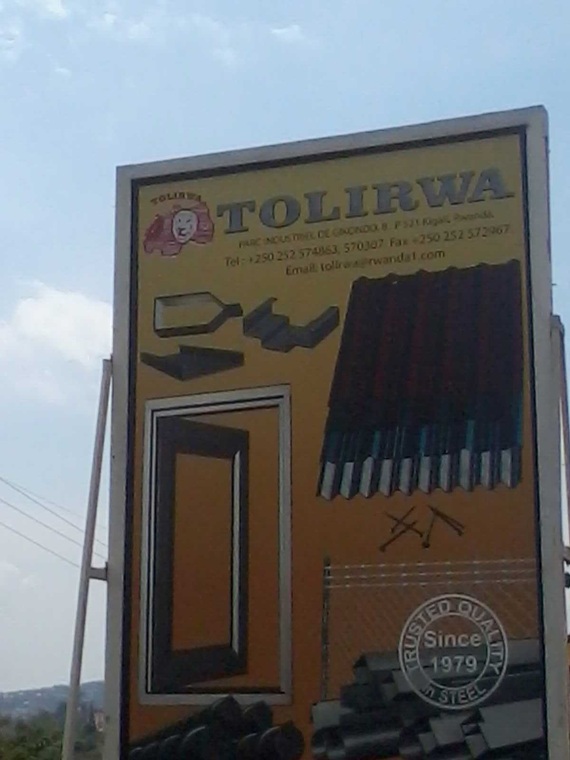 TOLIRWA
TOLIRWA
PARC INDUSTRIEL DE GIKONDO, B. P 521 Kigali, Rwanda.
Tel : +250 252 574863, 570307. Fax +250 252 572967
Email: tolirwa@rwanda1.com
TRUSTED QUALITY
Since
1979
in STEEL